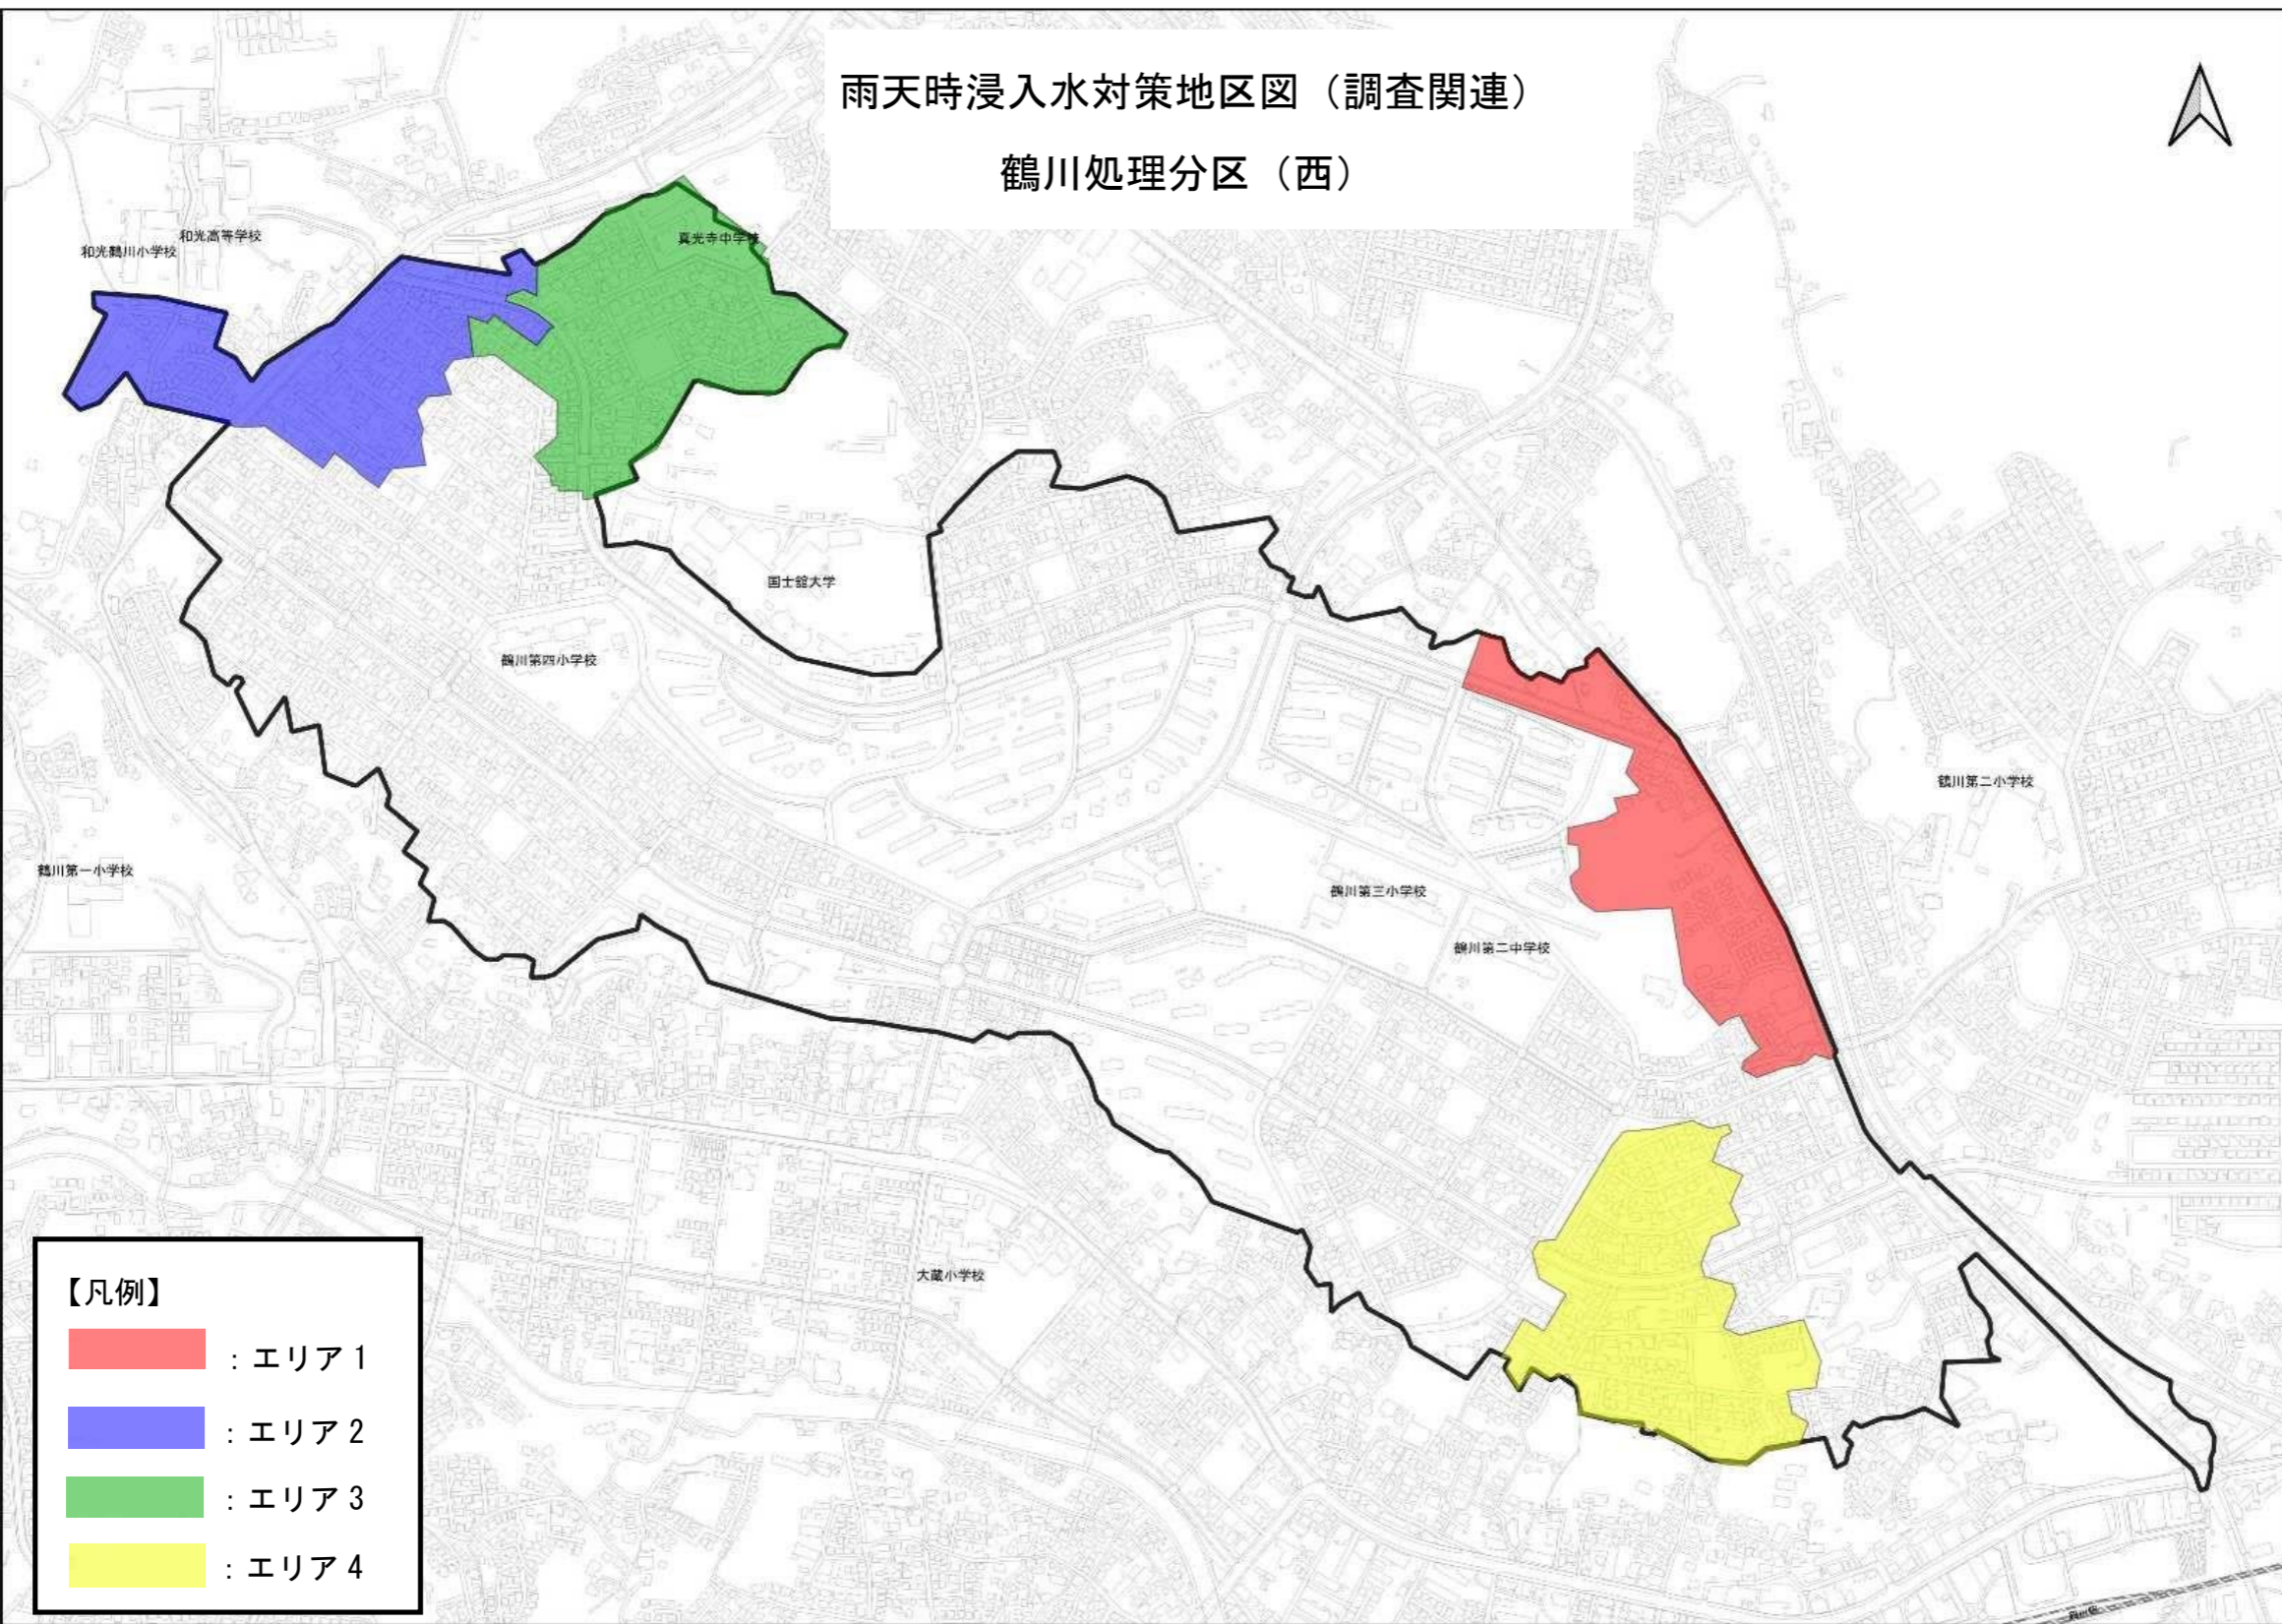 雨天時浸入水対策地区図（調査関連）
鶴川処理分区（西）
和光鶴川小学校
和光高等学校
真光寺中学校
国士舘大学
鶴川第四小学校
鶴川第二小学校
鶴川第一小学校
鶴川第三小学校
鶴川第二中学校
大蔵小学校
【凡例】
：エリア１
：エリア２
：エリア３
：エリア４